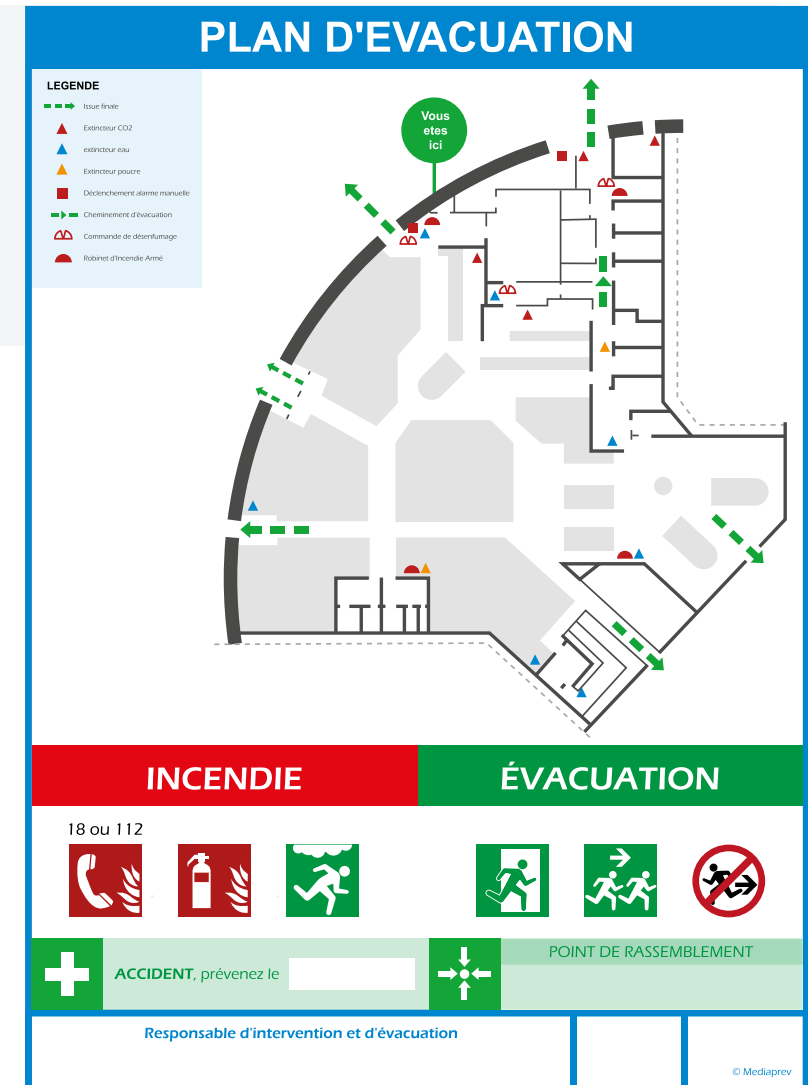 PLAN D'EVACUATION
LEGENDE
Issue finale
Extincteur CO2
extincteur eau
Extincteur poucre
Déclenchement alarme manuelle
Cheminement d'évacuation
Commande de désenfumage
Robinet d'Incendie Armé
Vous
etes
ici
INCENDIE
ÉVACUATION
18 ou 112
ACCIDENT, prévenez le
POINT DE RASSEMBLEMENT
Responsable d'intervention et d'évacuation
© Mediaprev